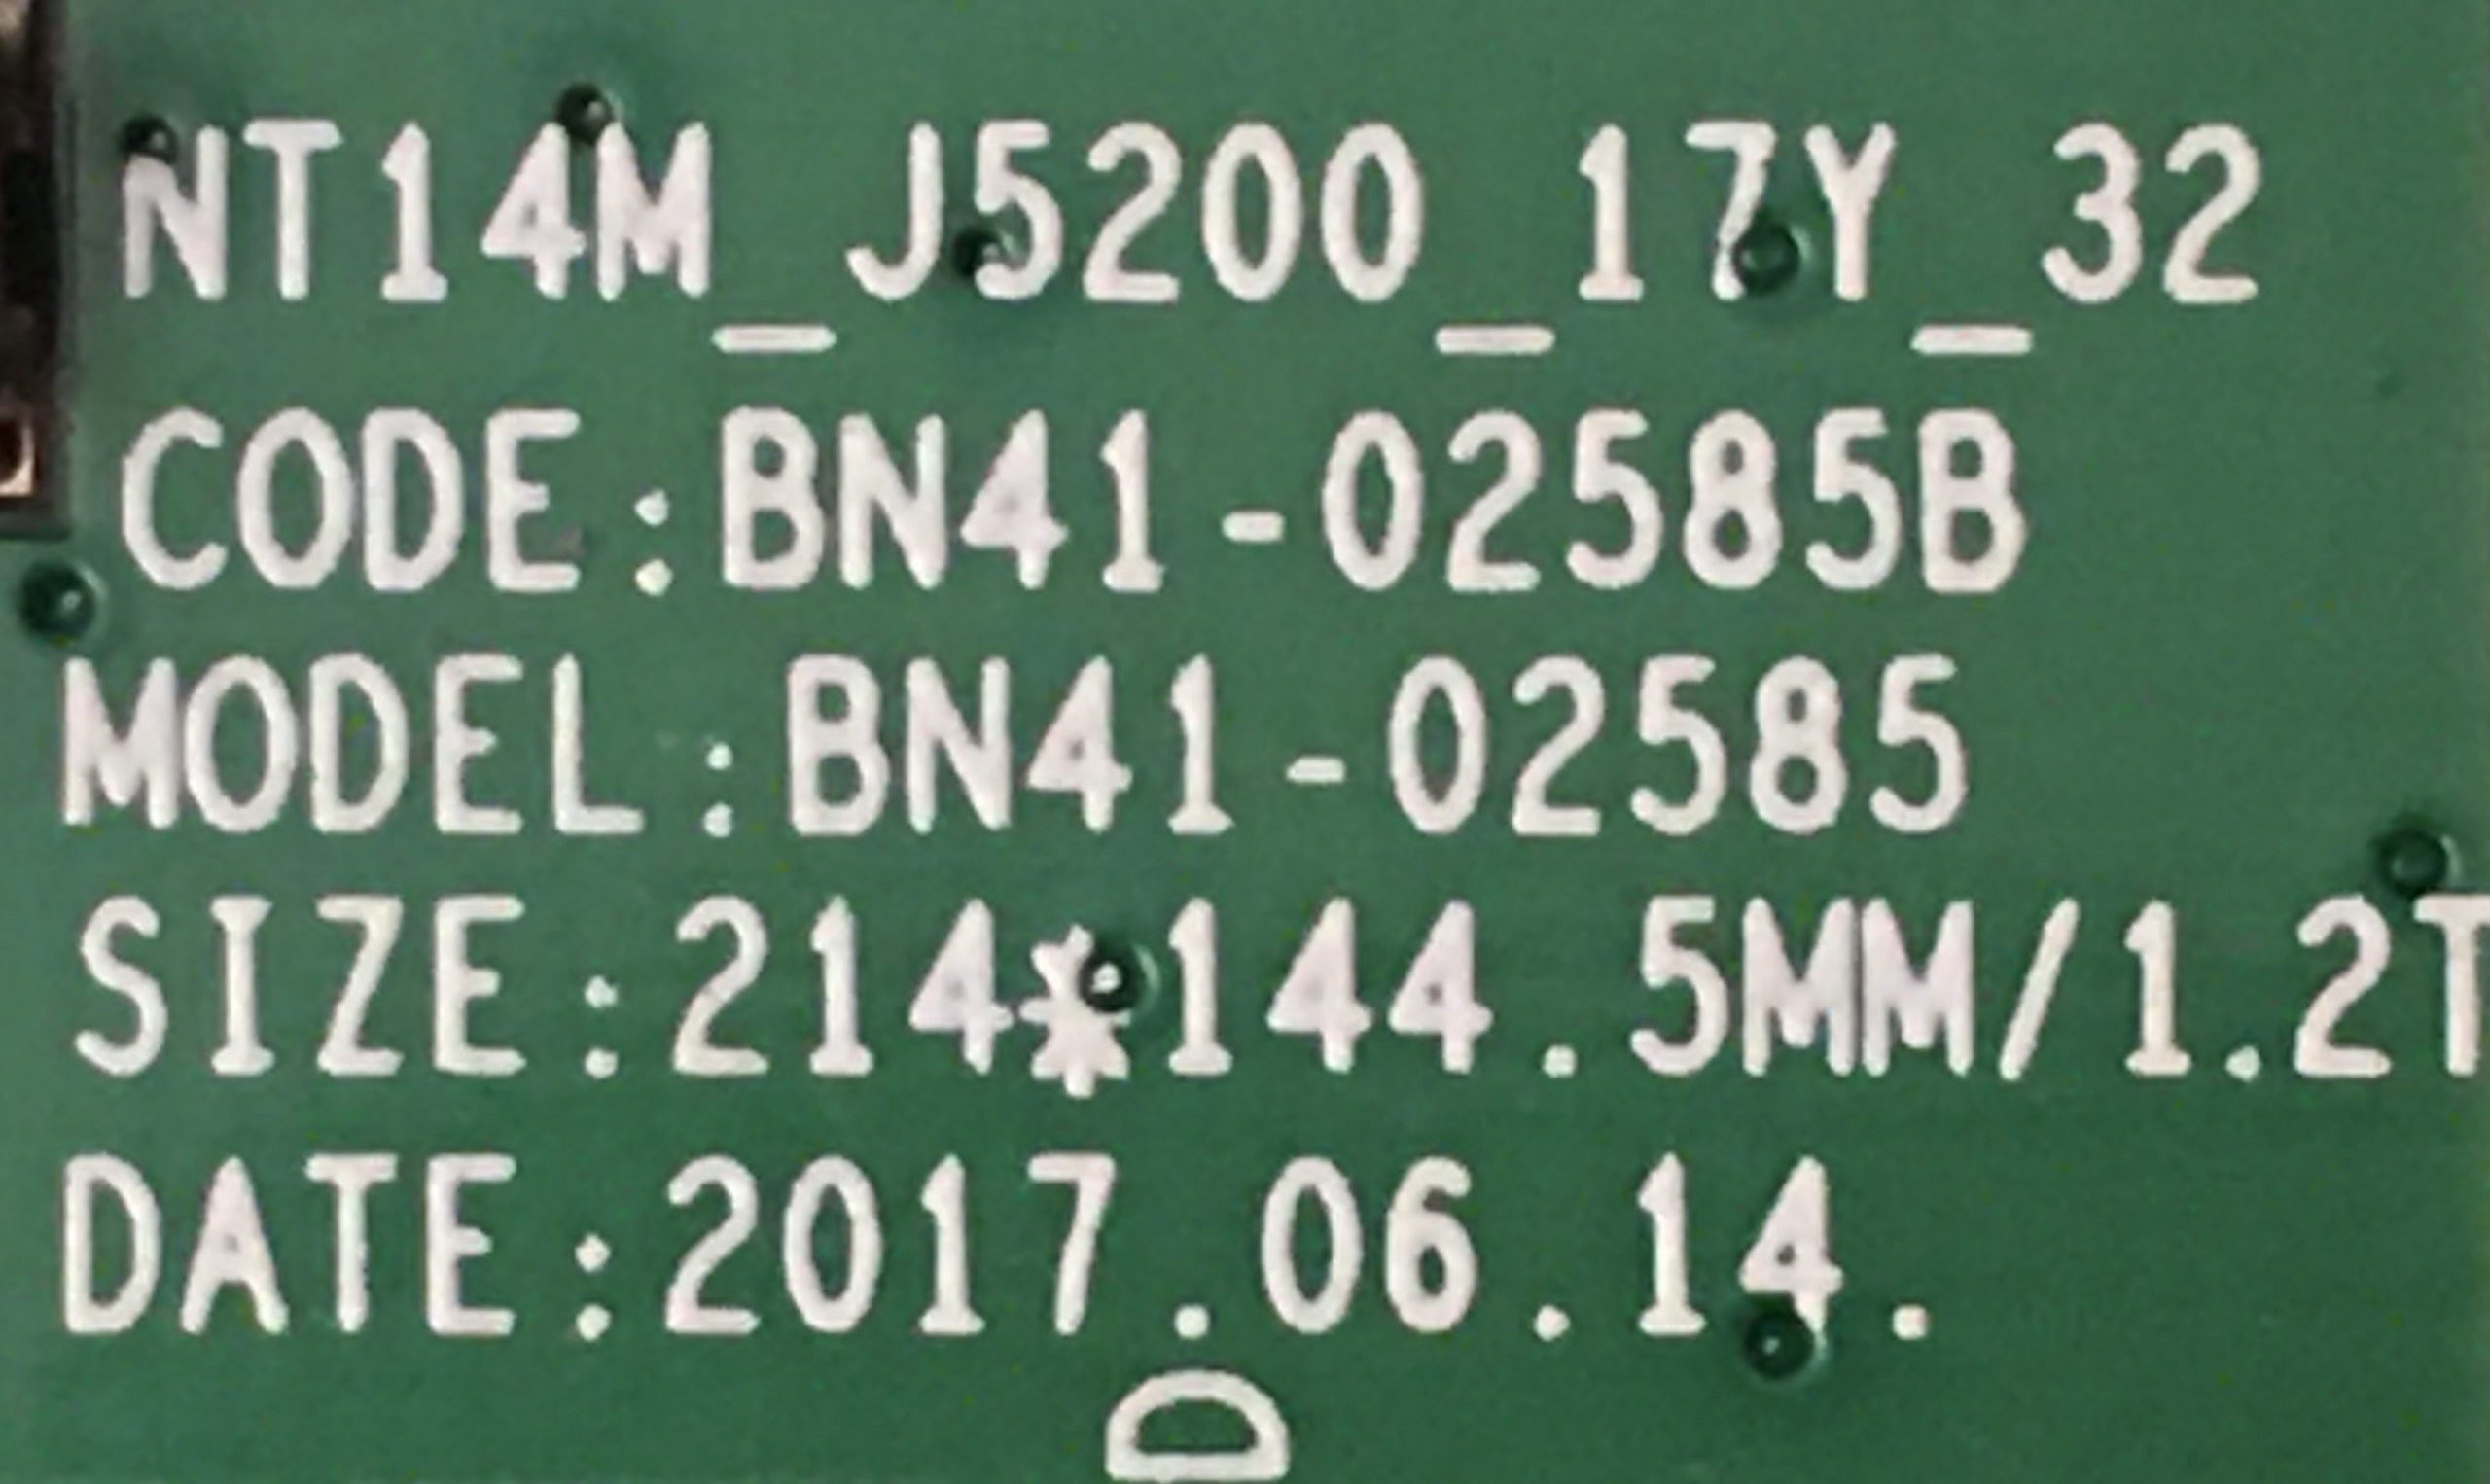 NT14M_J5200_17Y_32
CODE:BN41-02585B
MODEL:BN41-02585
SIZE:214*144.5MM/1.2T
DATE:2017.06.14.
D